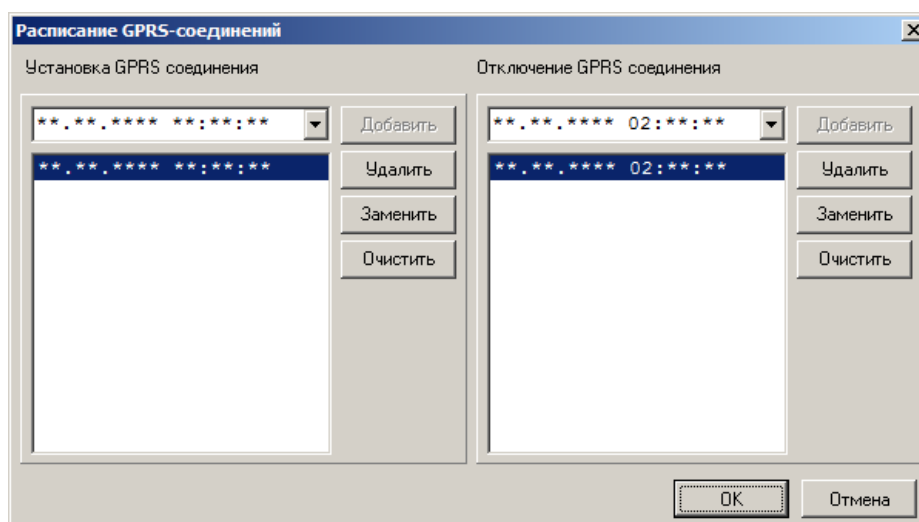 Расписание GPRS-соединений
Установка GPRS соединения
Отключение GPRS соединения
**.**.**** **:**:**
Добавить
**.**.**** 02:**:**
Добавить
**.**.**** **:**:**
Удалить
**.**.**** 02:**:**
Удалить
Заменить
Заменить
Очистить
Очистить
OK
Отмена